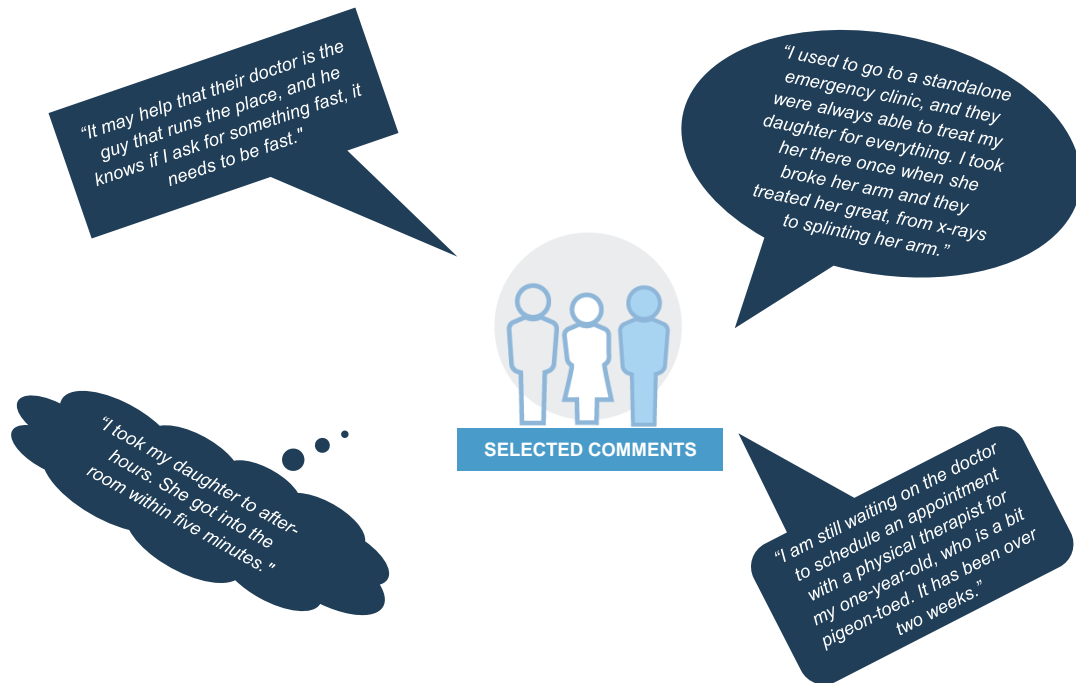 “It may help that their doctor is the
guy that runs the place, and he
knows if I ask for something fast, it
needs to be fast."
“I used to go to a standalone
emergency clinic, and they
were always able to treat my
daughter for everything. I took
her there once when she
broke her arm and they
treated her great, from x-rays
to splinting her arm.”
SELECTED COMMENTS
“I took my daughter to after-
hours. She got into the
room within five minutes. "
“I am still waiting on the doctor
to schedule an appointment
with a physical therapist for
my one-year-old, who is a bit
pigeon-toed. It has been over
two weeks.”